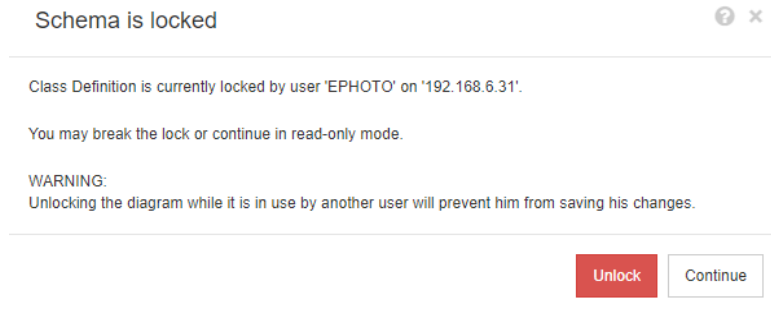 Schema is locked
Class Definition is currently locked by user 'EPHOTO' on '192.168.6.31'.
You may break the lock or continue in read-only mode.
WARNING:
Unlocking the diagram while it is in use by another user will prevent him from saving his changes.
Unlock
Continue